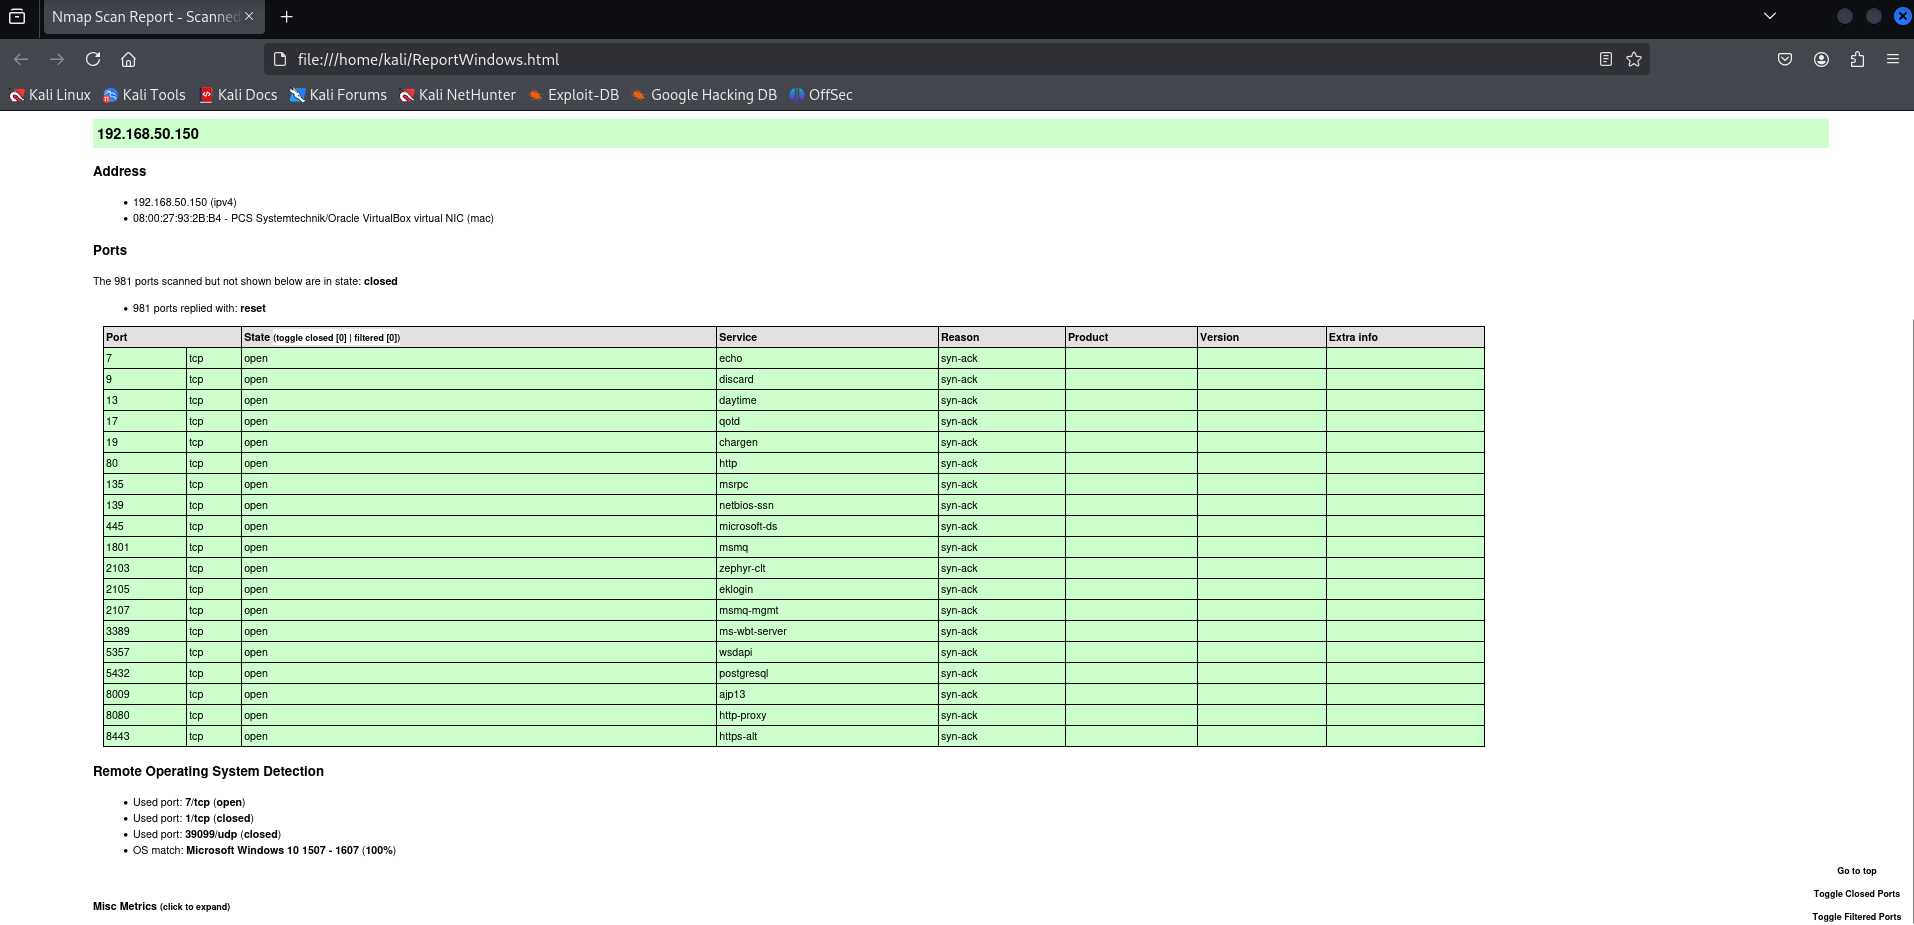 Nmap Scan Report - Scanned
file:///home/kali/ReportWindows.html
Kali Linux Kali Tools Kali Docs Kali Forums Kali NetHunter Exploit-DB Google Hacking DB OffSec
192.168.50.150
Address
192.168.50.150 (ipv4)
08:00:27:93:2B:B4 - PCS Systemtechnik/Oracle VirtualBox virtual NIC (mac)
Ports
The 981 ports scanned but not shown below are in state: closed
981 ports replied with: reset
Port State (toggle closed [0] | filtered [0]) Service Reason Product Version Extra info
7 tcp open echo syn-ack
9 tcp open discard syn-ack
13 tcp open daytime syn-ack
17 tcp open qotd syn-ack
19 tcp open chargen syn-ack
80 tcp open http syn-ack
135 tcp open msrpc syn-ack
139 tcp open netbios-ssn syn-ack
445 tcp open microsoft-ds syn-ack
1801 tcp open msmq syn-ack
2103 tcp open zephyr-clt syn-ack
2105 tcp open eklogin syn-ack
2107 tcp open msmq-mgmt syn-ack
3389 tcp open ms-wbt-server syn-ack
5357 tcp open wsdapi syn-ack
5432 tcp open postgresql syn-ack
8009 tcp open ajp13 syn-ack
8080 tcp open http-proxy syn-ack
8443 tcp open https-alt syn-ack
Remote Operating System Detection
Used port: 7/tcp (open)
Used port: 1/tcp (closed)
Used port: 39099/udp (closed)
OS match: Microsoft Windows 10 1507 - 1607 (100%)
Go to top
Toggle Closed Ports
Misc Metrics (click to expand)
Toggle Filtered Ports